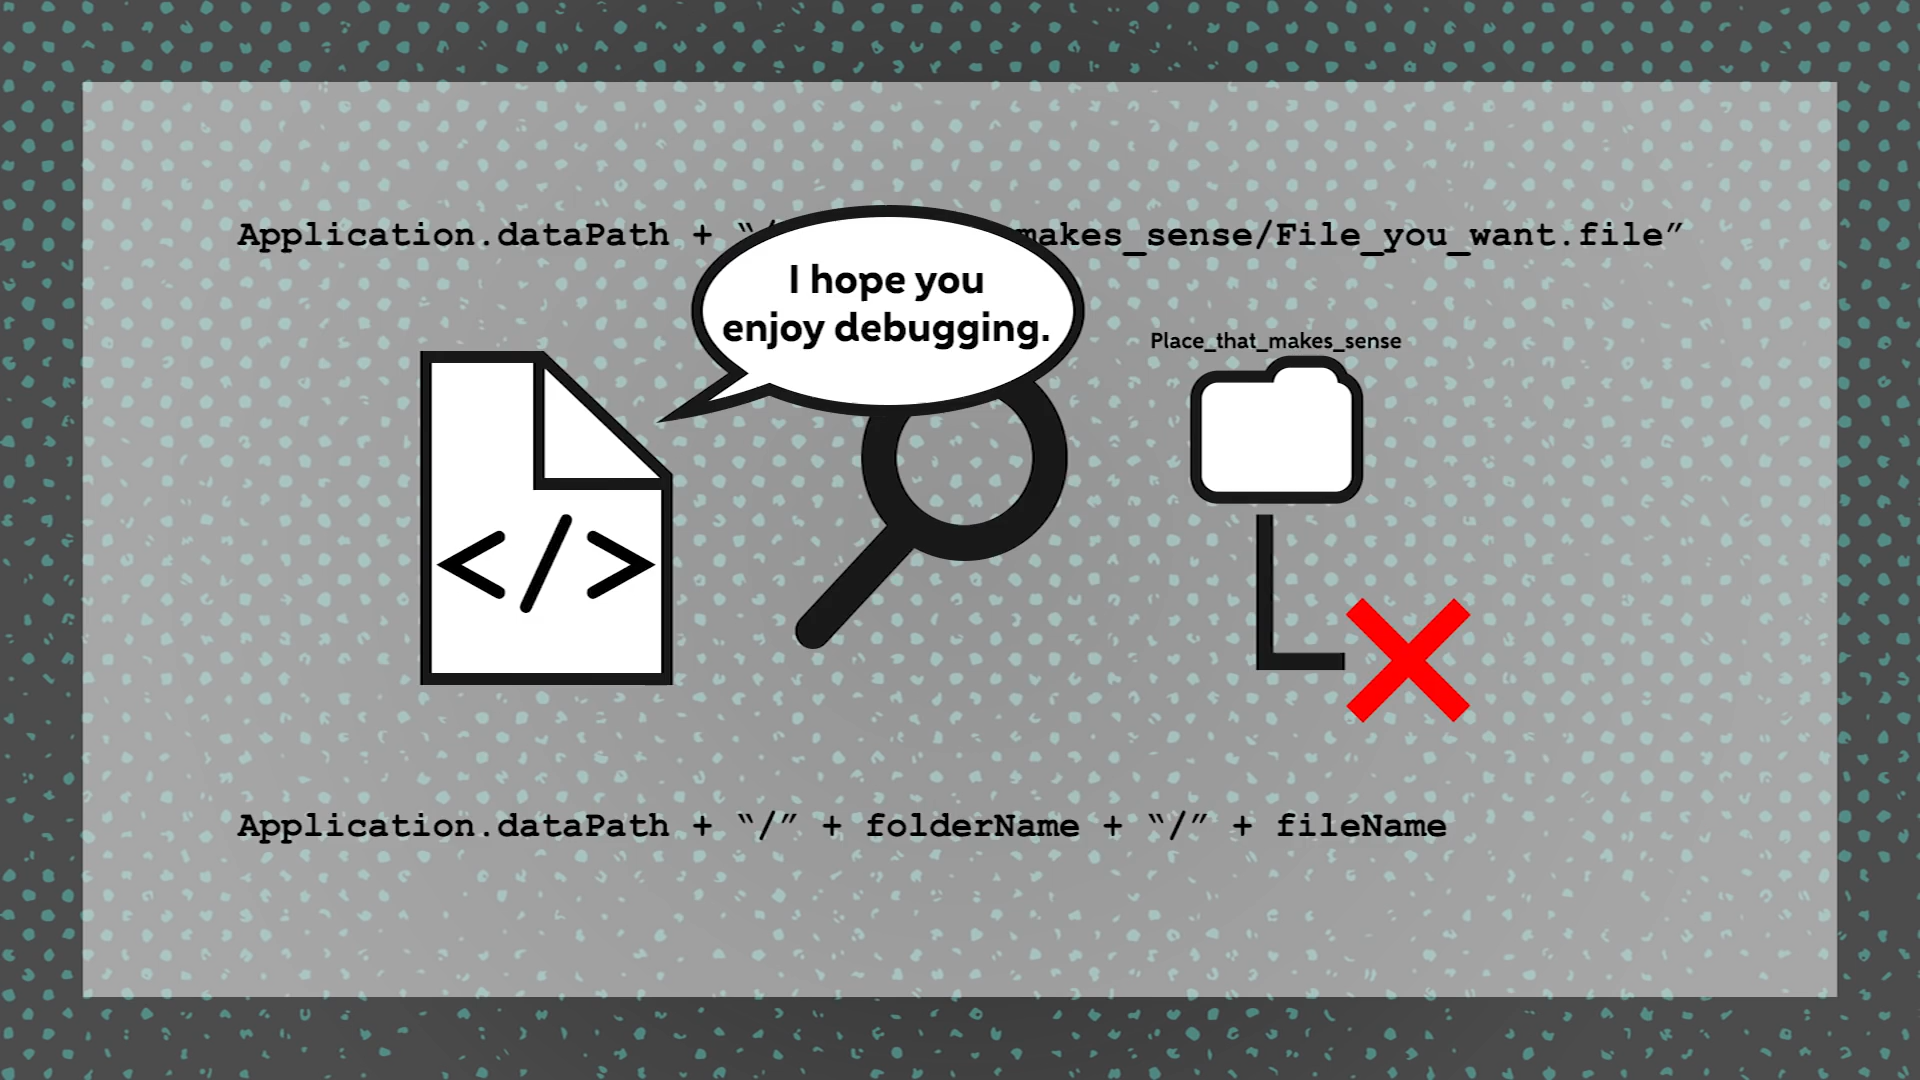 Application.dataPath + “/ makes_sense/File_you_want.file”
I hope you
enjoy debugging.
Place_that_makes_sense
</>
Application.dataPath + “/” + folderName + “/” + fileName